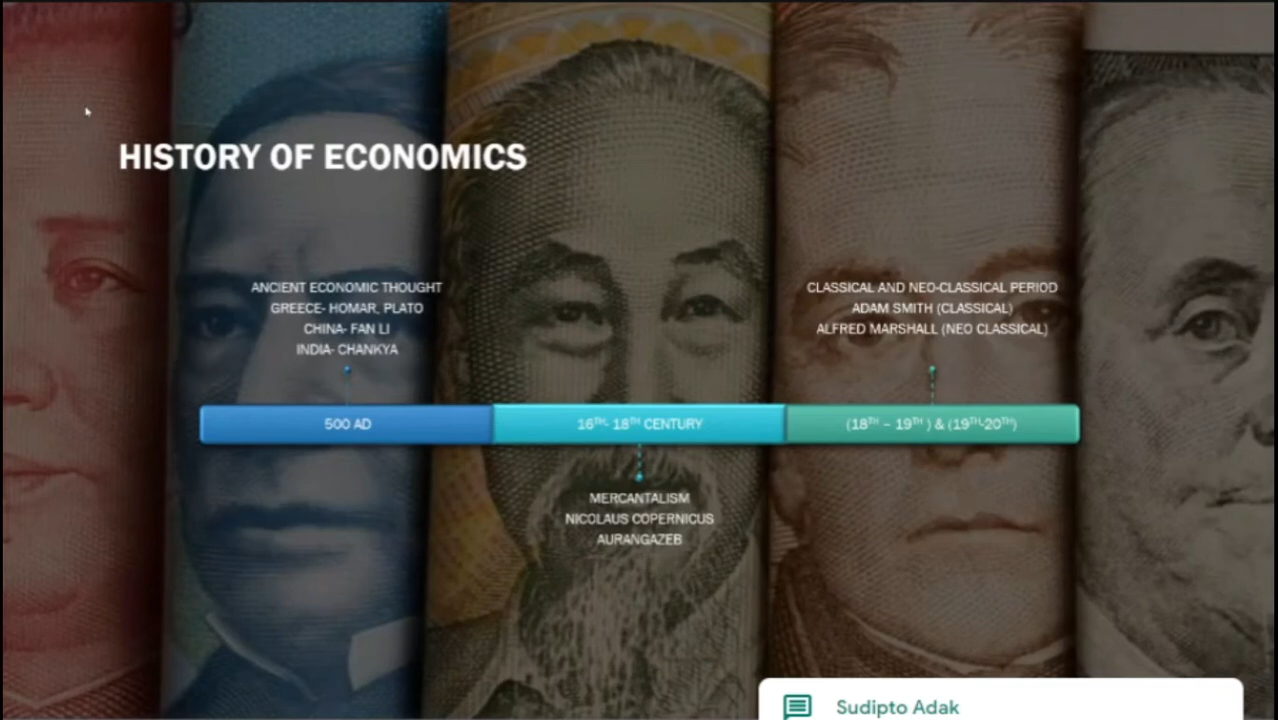 HISTORY OF ECONOMICS
ANCIENT ECONOMIC THOUGHT
GREECE- HOMAR, PLATO
CHINA- FAN LI
INDIA- CHANKYA
CLASSICAL AND NEO-CLASSICAL PERIOD
ADAM SMITH (CLASSICAL)
ALFRED MARSHALL (NEO CLASSICAL)
500 AD
16TH- 18TH CENTURY
(18TH – 19TH ) & (19TH-20TH)
MERCANTALISM
NICOLAUS COPERNICUS
AURANGAZEB
Sudipto Adak